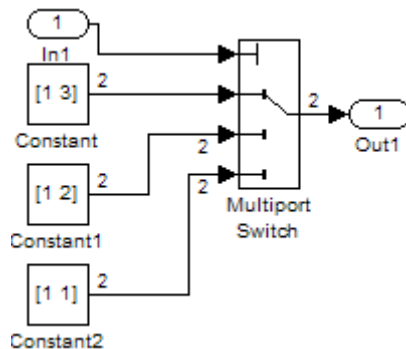 1
In1
[1 3]
2
Constant
2
1
Out1
[1 2]
2
2
Constant1
2
Multiport
Switch
[1 1]
2
Constant2